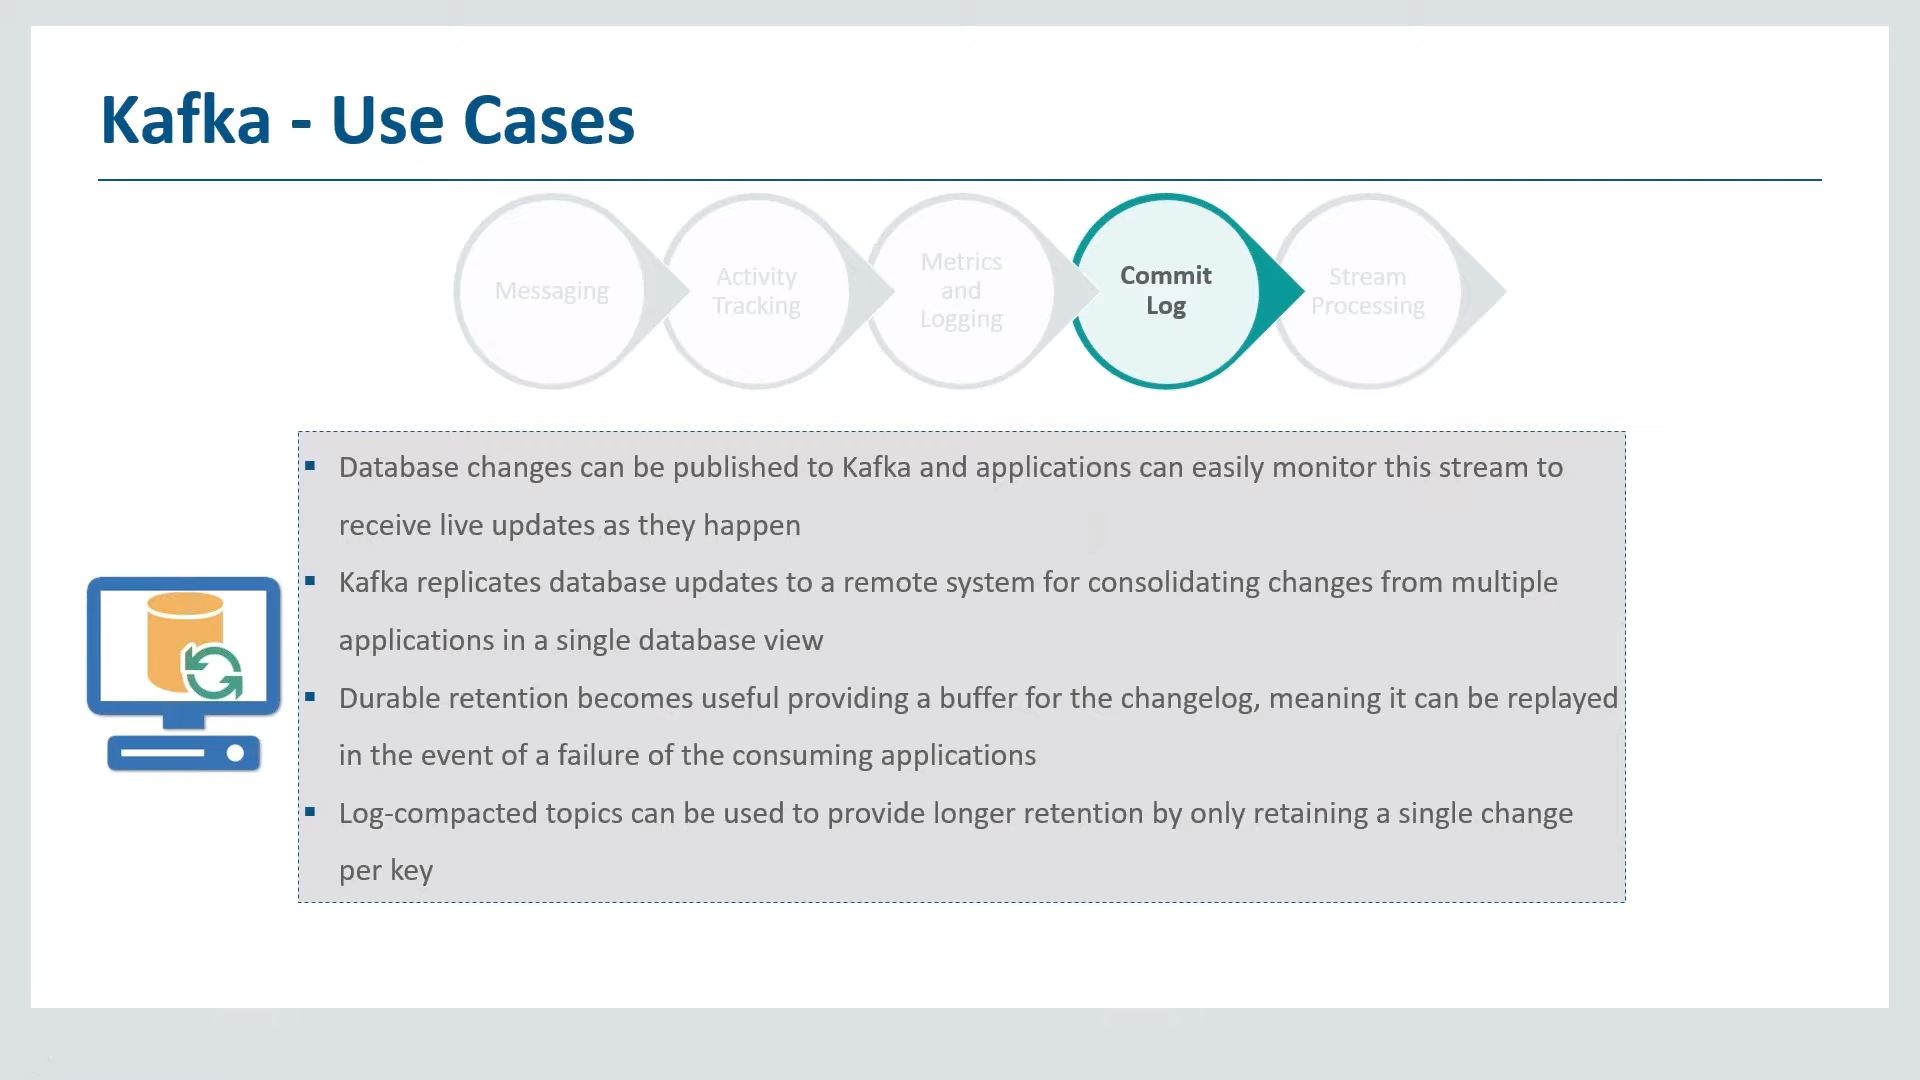 Kafka - Use Cases
Messaging
Activity
Tracking
Metrics
and
Logging
Commit
Log
Stream
Processing
▪ Database changes can be published to Kafka and applications can easily monitor this stream to
receive live updates as they happen
▪ Kafka replicates database updates to a remote system for consolidating changes from multiple
applications in a single database view
▪ Durable retention becomes useful providing a buffer for the changelog, meaning it can be replayed
in the event of a failure of the consuming applications
▪ Log-compacted topics can be used to provide longer retention by only retaining a single change
per key